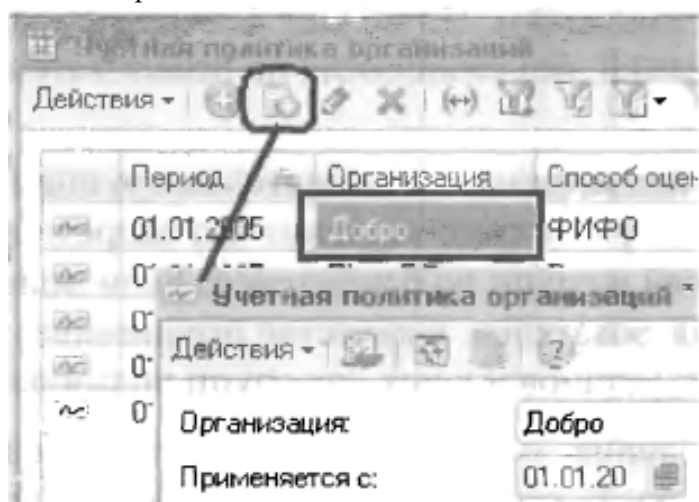 Учетная политика организаций
Действия
Период Организация Способ оцен
01.01.2005 Добро ФИФО
Учетная политика организаций
Действия
Организация: Добро
Применяется с: 01.01.20